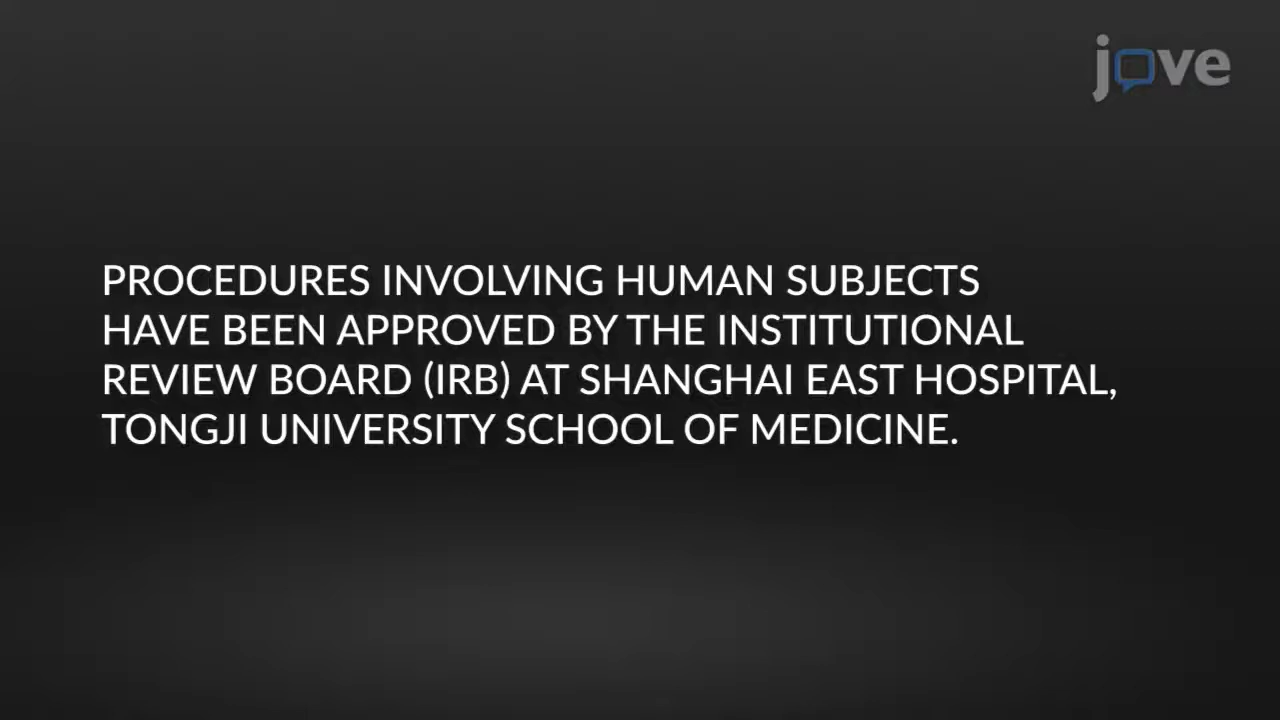 jove
PROCEDURES INVOLVING HUMAN SUBJECTS
HAVE BEEN APPROVED BY THE INSTITUTIONAL
REVIEW BOARD (IRB) AT SHANGHAI EAST HOSPITAL,
TONGJI UNIVERSITY SCHOOL OF MEDICINE.